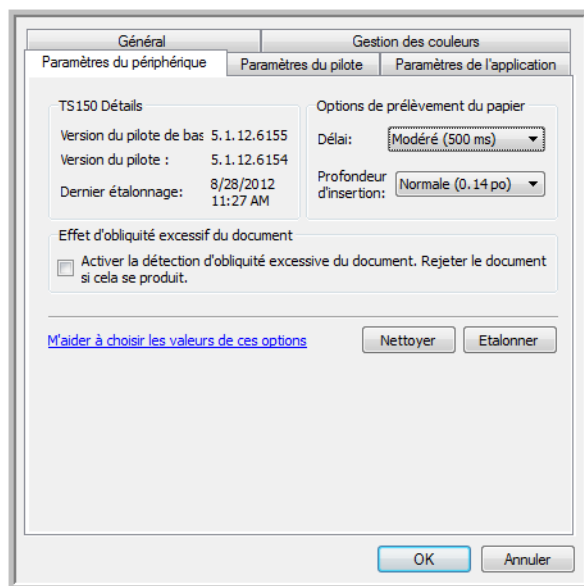 Général
Gestion des couleurs
Paramètres du périphérique
Paramètres du pilote
Paramètres de l'application
TS150 Détails
Version du pilote de bas 5.1.12.6155
Version du pilote : 5.1.12.6154
Dernier étalonnage: 8/28/2012
11:27 AM
Options de prélèvement du papier
Délai: Modéré (500 ms)
Profondeur
d'insertion: Normale (0.14 po)
Effet d'obliquité excessif du document
Activer la détection d'obliquité excessive du document. Rejeter le document
si cela se produit.
M'aider à choisir les valeurs de ces options
Nettoyer
Etalonner
OK
Annuler